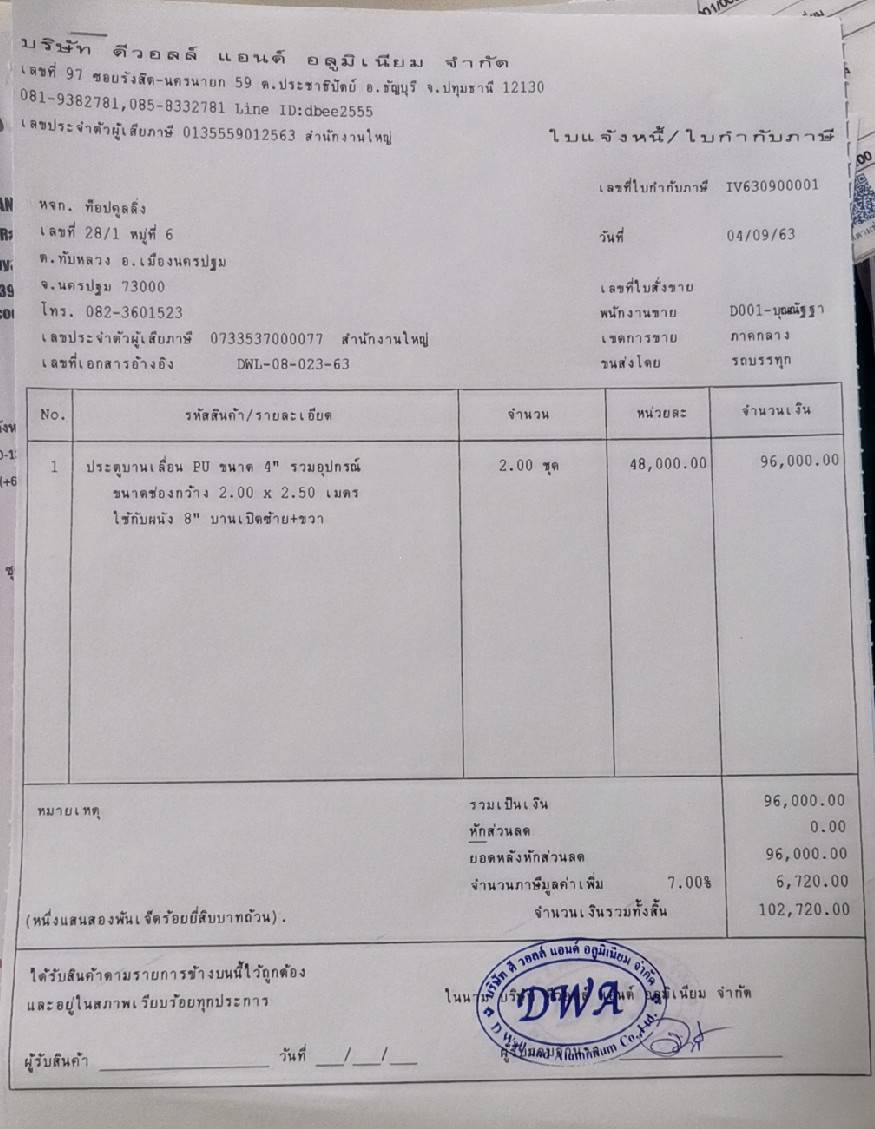 บริษัท ดีวอลล์ แอนด์ อลูมิเนียม จำกัด
เลขที่ 97 ซอยรังสิต-นครนายก 59 ต.ประชาธิปัตย์ อ.ธัญบุรี จ.ปทุมธานี 12130
081-9382781,085-8332781 Line ID:dbee2555
เลขประจำตัวผู้เสียภาษี 0135559012563 สำนักงานใหญ่
ใบแจ้งหนี้/ใบกำกับภาษี
เลขที่ใบกำกับภาษี IV630900001
หจก. ท็อปคูลลิ่ง
เลขที่ 28/1 หมู่ที่ 6
วันที่ 04/09/63
ต.ทับหลวง อ.เมืองนครปฐม
จ.นครปฐม 73000
เลขที่ใบสั่งขาย
โทร. 082-3601523
พนักงานขาย D001-บุณณัฐฐา
เลขประจำตัวผู้เสียภาษี 0733537000077 สำนักงานใหญ่
เขตการขาย ภาคกลาง
เลขที่เอกสารอ้างอิง DWL-08-023-63
ขนส่งโดย รถบรรทุก
No. รหัสสินค้า/รายละเอียด จำนวน หน่วยละ จำนวนเงิน
1 ประตูบานเลื่อน PU ขนาด 4" รวมอุปกรณ์ 2.00 ชุด 48,000.00 96,000.00
ขนาดช่องกว้าง 2.00 x 2.50 เมตร
ใช้กับผนัง 8" บานเปิดซ้าย+ขวา
หมายเหตุ
รวมเป็นเงิน 96,000.00
หักส่วนลด 0.00
ยอดหลังหักส่วนลด 96,000.00
จำนวนภาษีมูลค่าเพิ่ม 7.00% 6,720.00
(หนึ่งแสนสองพันเจ็ดร้อยยี่สิบบาทถ้วน). จำนวนเงินรวมทั้งสิ้น 102,720.00
ได้รับสินค้าตามรายการข้างบนนี้ไว้ถูกต้อง
และอยู่ในสภาพเรียบร้อยทุกประการ
ในนาม บริษัท ดีวอลล์ แอนด์ อลูมิเนียม จำกัด
บริษัท ดี วอลล์ แอนด์ อลูมิเนียม จำกัด
DWA
ผู้รับสินค้า วันที่ __/__/__